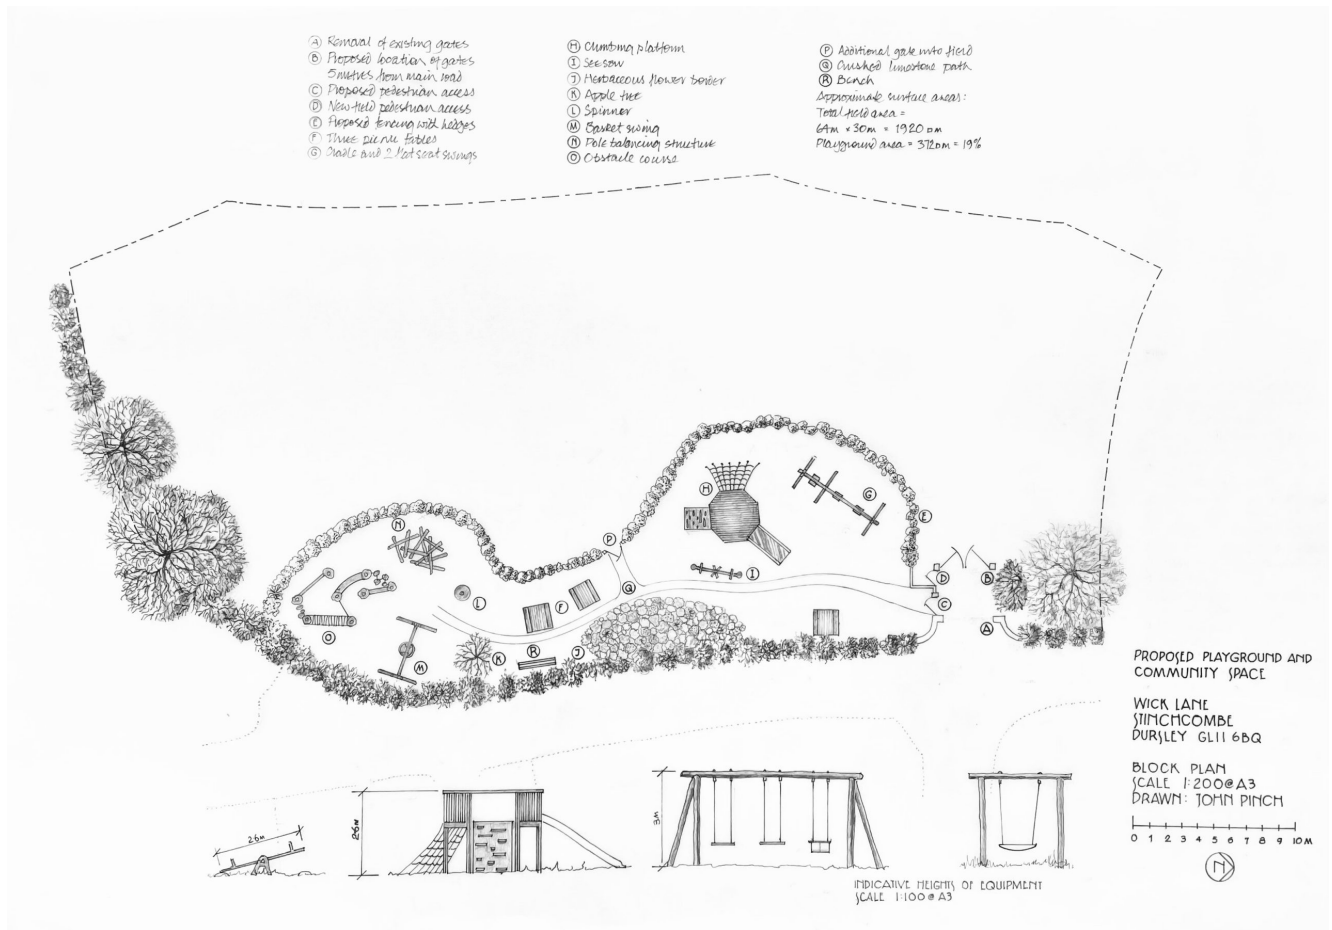 A Removal of existing gates
B Proposed location of gates
5 metres from main road
C Proposed pedestrian access
D New field pedestrian access
E Proposed fencing with hedges
F Three picnic tables
G Cradle and 2 flat seat swings
H Climbing platform
I Seesaw
J Herbaceous flower border
K Apple tree
L Spinner
M Basket swing
N Pole balancing structure
O Obstacle course
P Additional gate into field
Q Crushed limestone path
R Bench
Approximate surface areas:
Total field area =
64m × 30m = 1920 □m
Playground area = 372□m = 19%
H
G
N
E
P
I
D
B
Q
L
F
C
O
A
R
J
K
M
PROPOSED PLAYGROUND AND
COMMUNITY SPACE
WICK LANE
STINCHCOMBE
DURSLEY GL11 6BQ
BLOCK PLAN
SCALE 1:200@A3
DRAWN: JOHN PINCH
0 1 2 3 4 5 6 7 8 9 10M
N
2.6M
2.6M
3M
INDICATIVE HEIGHTS OF EQUIPMENT
SCALE 1:100@A3